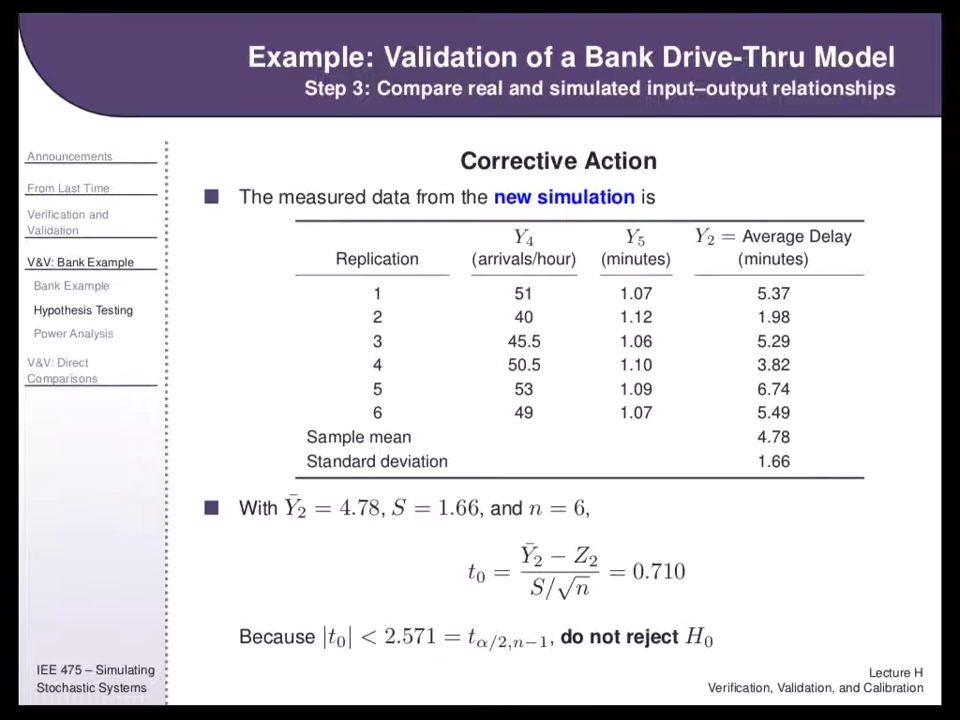 Example: Validation of a Bank Drive-Thru Model
Step 3: Compare real and simulated input–output relationships
Announcements
From Last Time
Verification and
Validation
V&V: Bank Example
Bank Example
Hypothesis Testing
Power Analysis
V&V: Direct
Comparisons
Corrective Action
The measured data from the new simulation is
Y₄ Y₅ Y₂ = Average Delay
Replication (arrivals/hour) (minutes) (minutes)
1 51 1.07 5.37
2 40 1.12 1.98
3 45.5 1.06 5.29
4 50.5 1.10 3.82
5 53 1.09 6.74
6 49 1.07 5.49
Sample mean 4.78
Standard deviation 1.66
With Ȳ₂ = 4.78, S = 1.66, and n = 6,
t₀ = (Ȳ₂ − Z₂) / (S/√n) = 0.710
Because |t₀| < 2.571 = t_{α/2,n−1}, do not reject H₀
IEE 475 – Simulating
Stochastic Systems
Lecture H
Verification, Validation, and Calibration